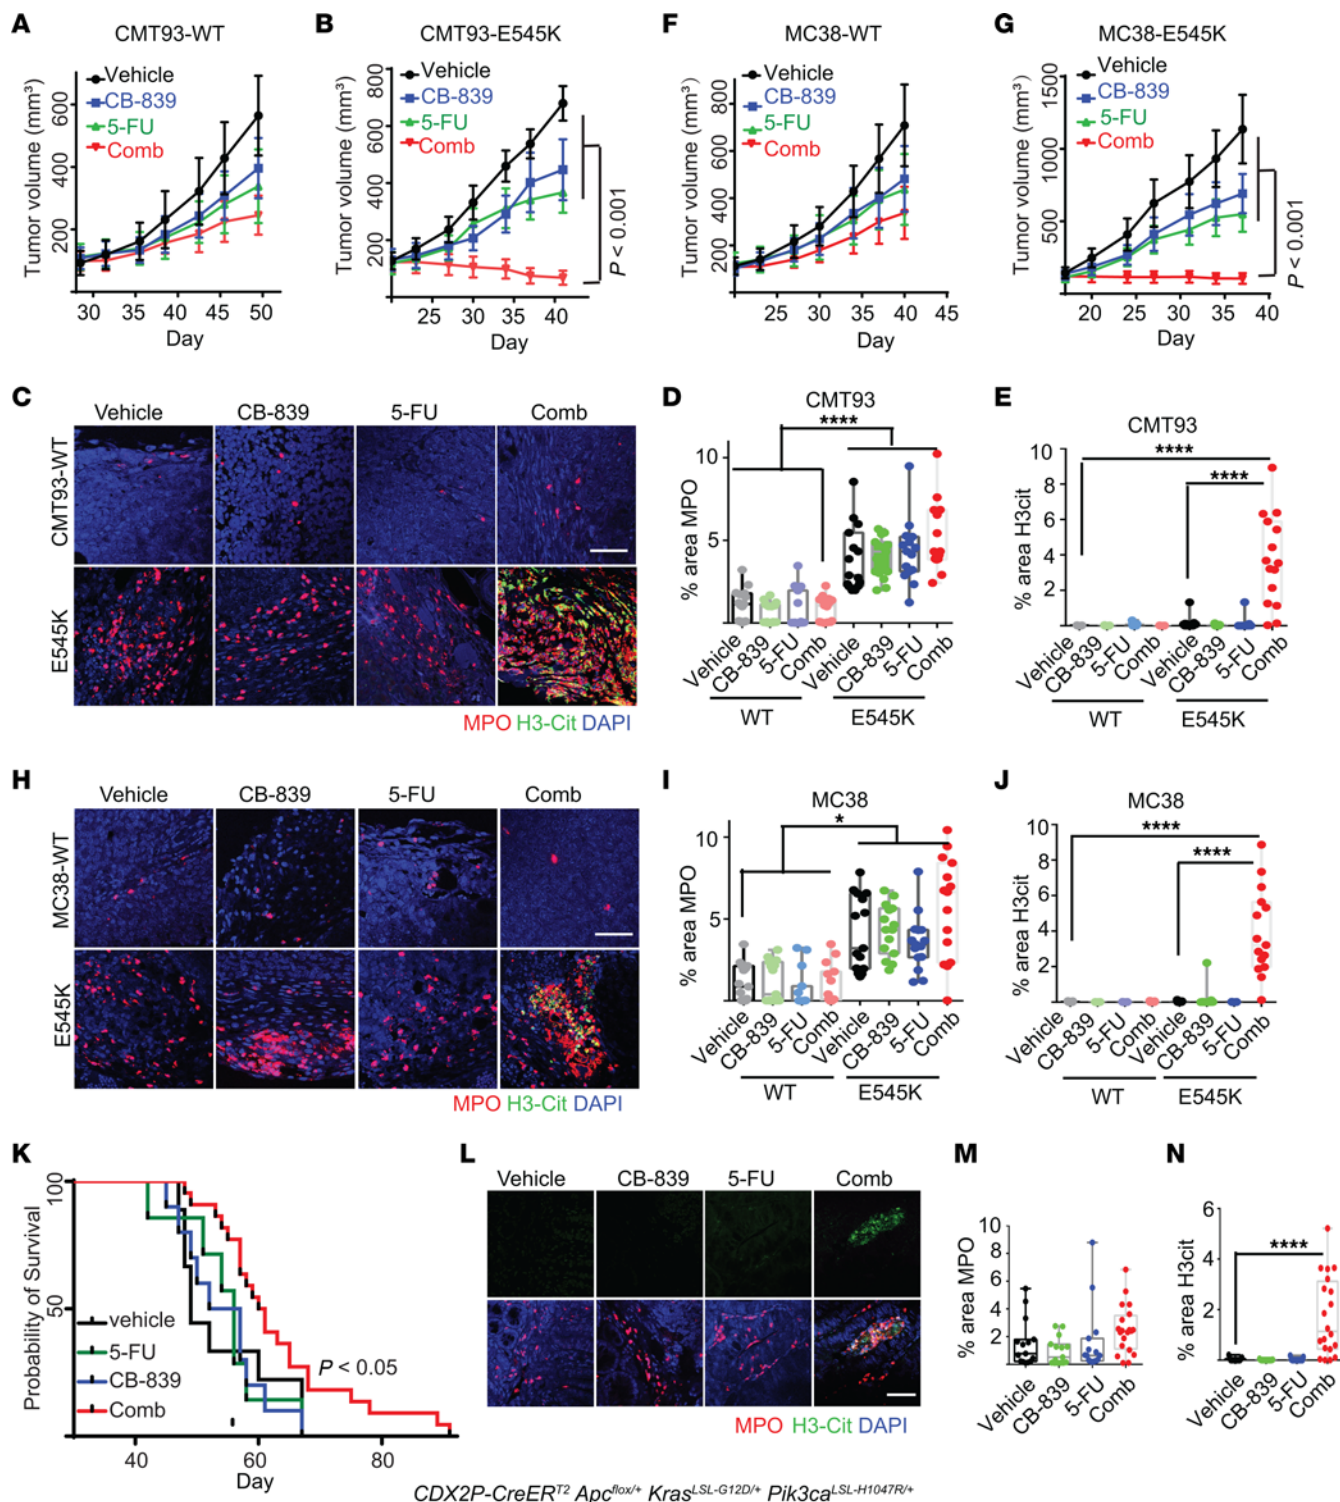 A
CMT93-WT
Tumor volume (mm³)
600
400
200
Vehicle
CB-839
5-FU
Comb
30 35 40 45 50
Day
B
CMT93-E545K
Tumor volume (mm³)
800
600
400
200
Vehicle
CB-839
5-FU
Comb
P < 0.001
25 30 35 40
Day
F
MC38-WT
Tumor volume (mm³)
800
600
400
200
Vehicle
CB-839
5-FU
Comb
25 30 35 40 45
Day
G
MC38-E545K
Tumor volume (mm³)
1500
1000
500
Vehicle
CB-839
5-FU
Comb
P < 0.001
20 25 30 35 40
Day
C
Vehicle CB-839 5-FU Comb
CMT93-WT
E545K
MPO H3-Cit DAPI
D
CMT93
****
% area MPO
10
5
Vehicle CB-839 5-FU Comb Vehicle CB-839 5-FU Comb
WT E545K
E
CMT93
****
****
% area H3cit
10
8
6
4
2
Vehicle CB-839 5-FU Comb Vehicle CB-839 5-FU Comb
WT E545K
H
Vehicle CB-839 5-FU Comb
MC38-WT
E545K
MPO H3-Cit DAPI
I
MC38
*
% area MPO
10
5
Vehicle CB-839 5-FU Comb Vehicle CB-839 5-FU Comb
WT E545K
J
MC38
****
****
% area H3cit
10
8
6
4
2
Vehicle CB-839 5-FU Comb Vehicle CB-839 5-FU Comb
WT E545K
K
Probability of Survival
100
50
vehicle
5-FU
CB-839
Comb
P < 0.05
40 60 80
Day
L
Vehicle CB-839 5-FU Comb
MPO H3-Cit DAPI
M
% area MPO
10
8
6
4
2
Vehicle CB-839 5-FU Comb
N
****
% area H3cit
6
4
2
Vehicle CB-839 5-FU Comb
CDX2P-CreERT2 Apcflox/+ KrasLSL-G12D/+ Pik3caLSL-H1047R/+